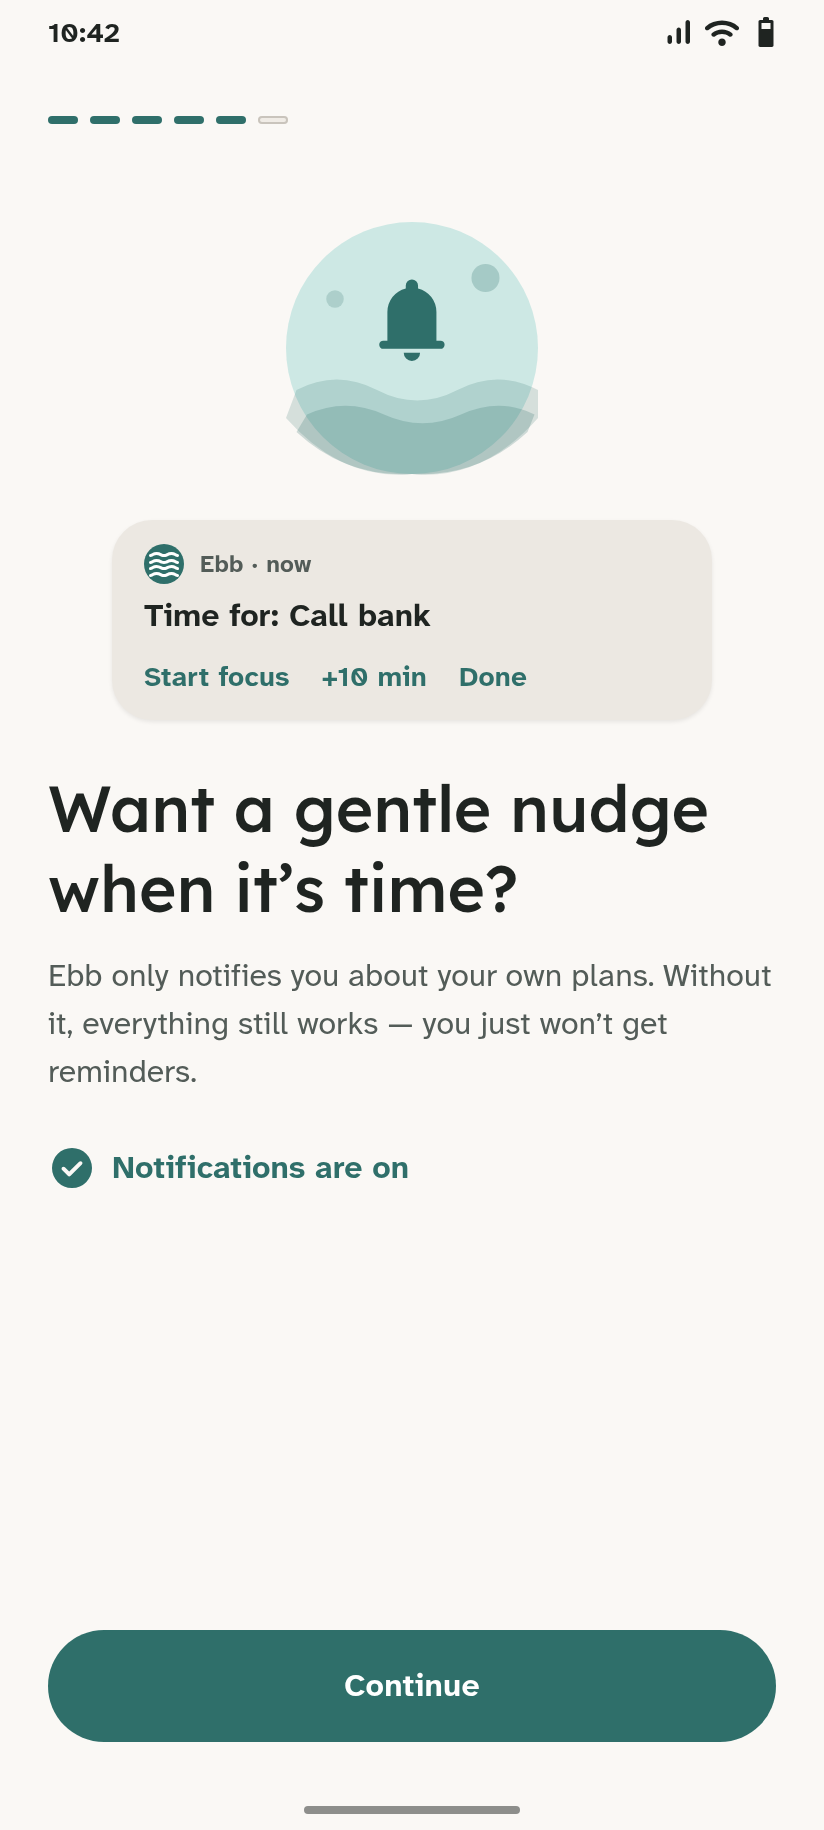 10:42
Ebb · now
Time for: Call bank
Start focus +10 min Done
Want a gentle nudge
when it’s time?
Ebb only notifies you about your own plans. Without
it, everything still works — you just won’t get
reminders.
Notifications are on
Continue